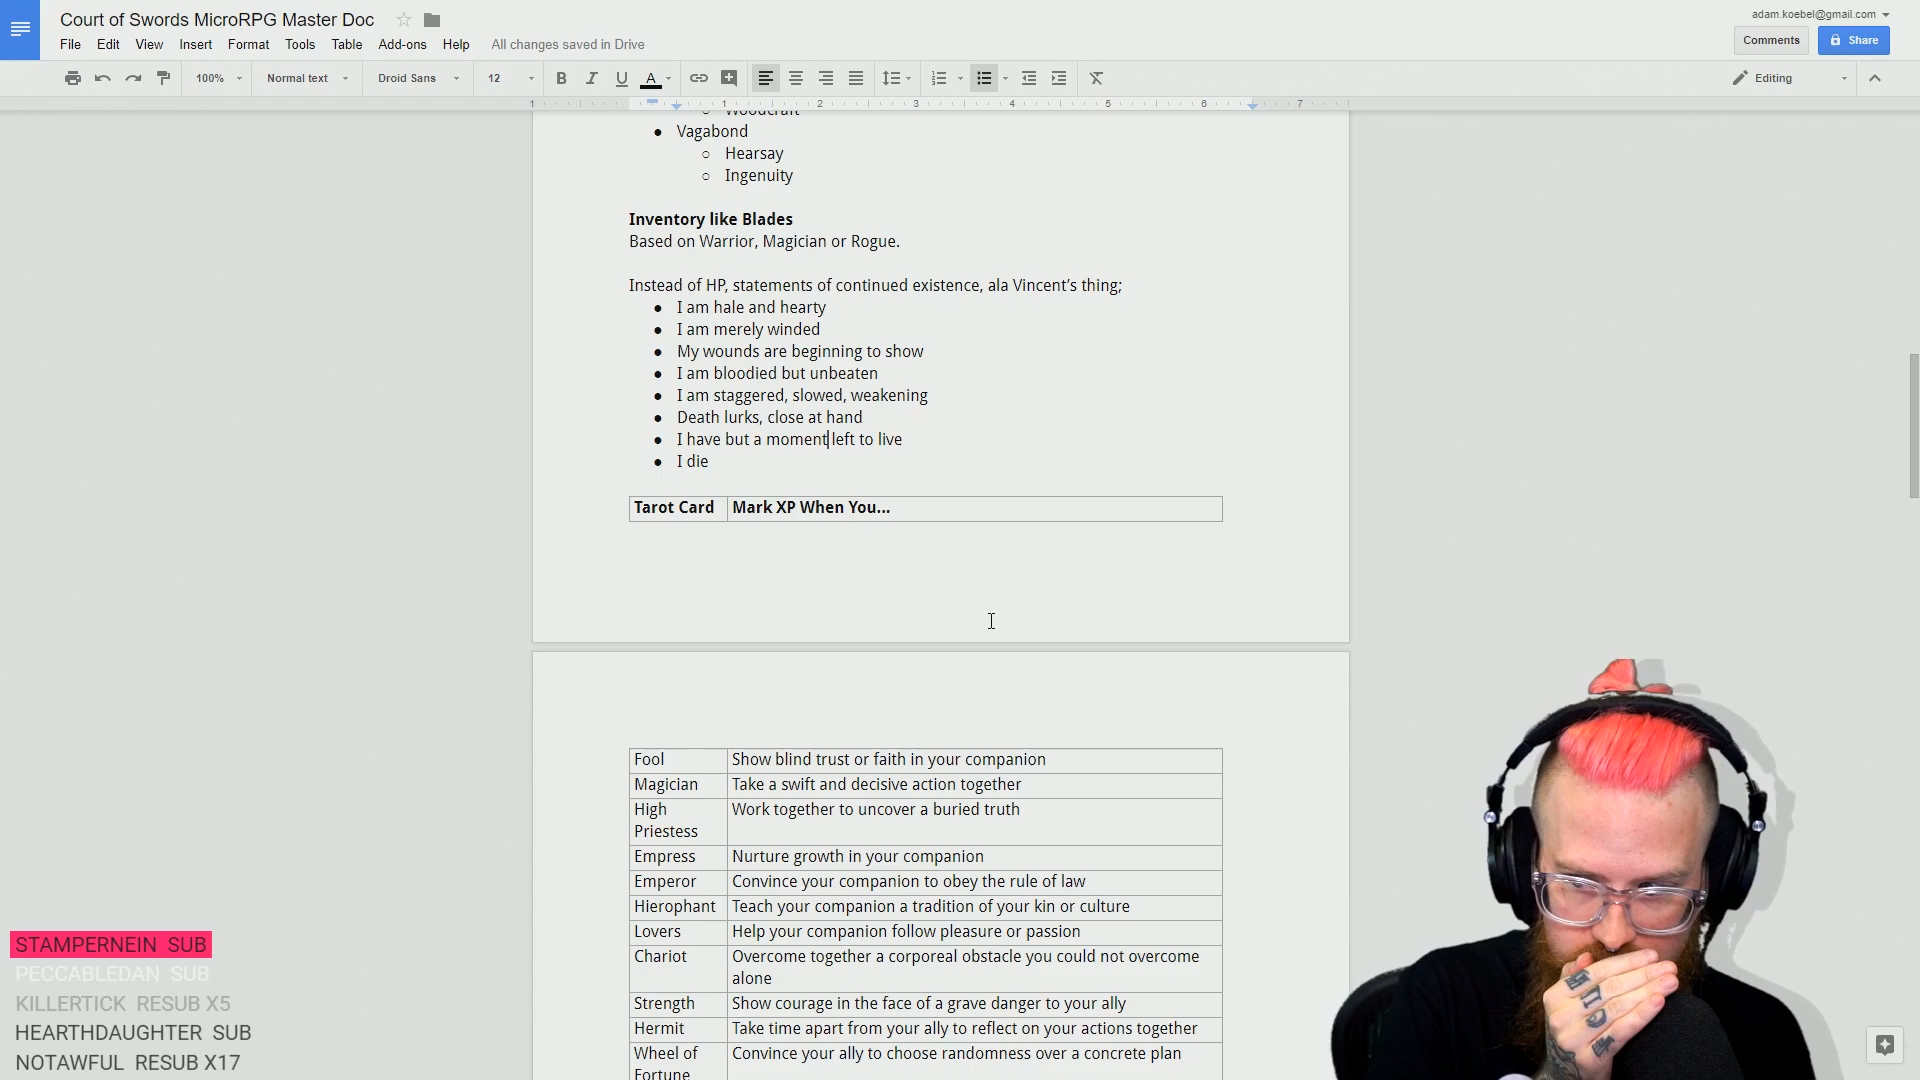 Court of Swords MicroRPG Master Doc
adam.koebel@gmail.com
File Edit View Insert Format Tools Table Add-ons Help All changes saved in Drive
Comments
Share
100% Normal text Droid Sans 12 B I U A Editing
1 1 2 3 4 5 6 7
Woodcraft
● Vagabond
○ Hearsay
○ Ingenuity
Inventory like Blades
Based on Warrior, Magician or Rogue.
Instead of HP, statements of continued existence, ala Vincent’s thing;
● I am hale and hearty
● I am merely winded
● My wounds are beginning to show
● I am bloodied but unbeaten
● I am staggered, slowed, weakening
● Death lurks, close at hand
● I have but a moment left to live
● I die
Tarot Card Mark XP When You...
Fool Show blind trust or faith in your companion
Magician Take a swift and decisive action together
High Work together to uncover a buried truth
Priestess
Empress Nurture growth in your companion
Emperor Convince your companion to obey the rule of law
Hierophant Teach your companion a tradition of your kin or culture
Lovers Help your companion follow pleasure or passion
Chariot Overcome together a corporeal obstacle you could not overcome
alone
Strength Show courage in the face of a grave danger to your ally
Hermit Take time apart from your ally to reflect on your actions together
Wheel of Convince your ally to choose randomness over a concrete plan
Fortune
STAMPERNEIN SUB
PECCABLEDAN SUB
KILLERTICK RESUB X5
HEARTHDAUGHTER SUB
NOTAWFUL RESUB X17